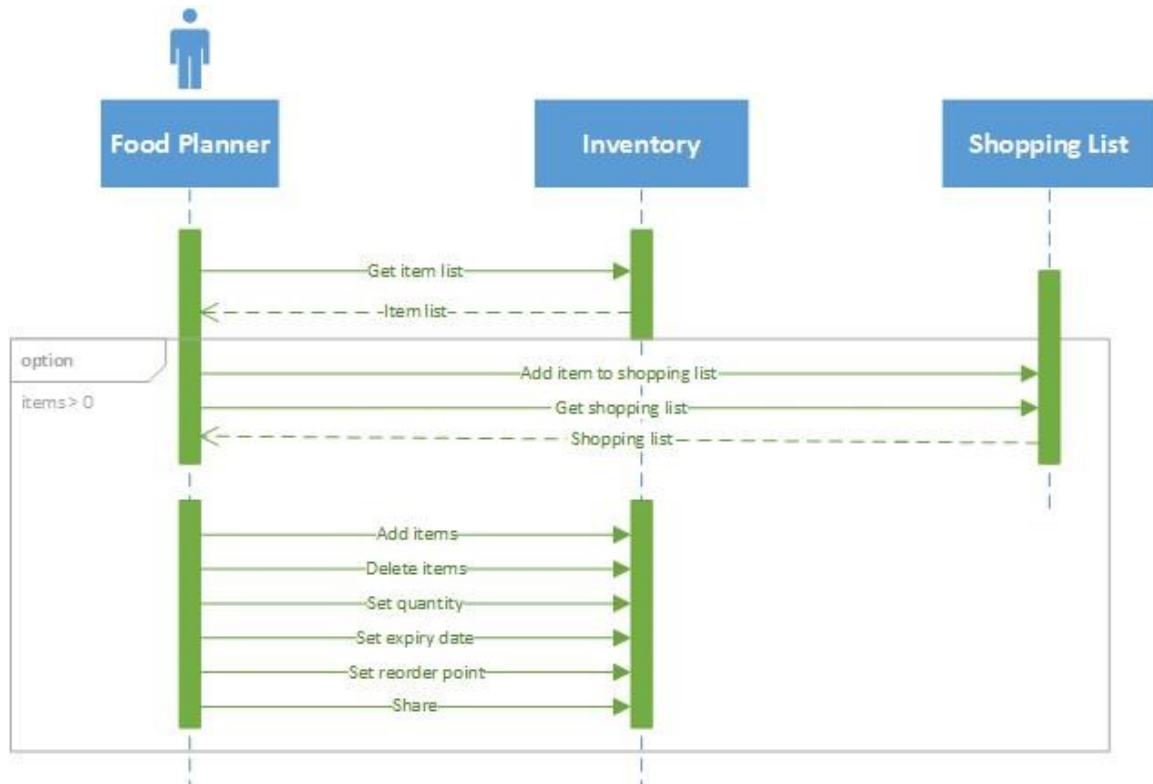 Food Planner
Inventory
Shopping List
Get item list
Item list
option
items > 0
Add item to shopping list
Get shopping list
Shopping list
Add items
Delete items
Set quantity
Set expiry date
Set reorder point
Share